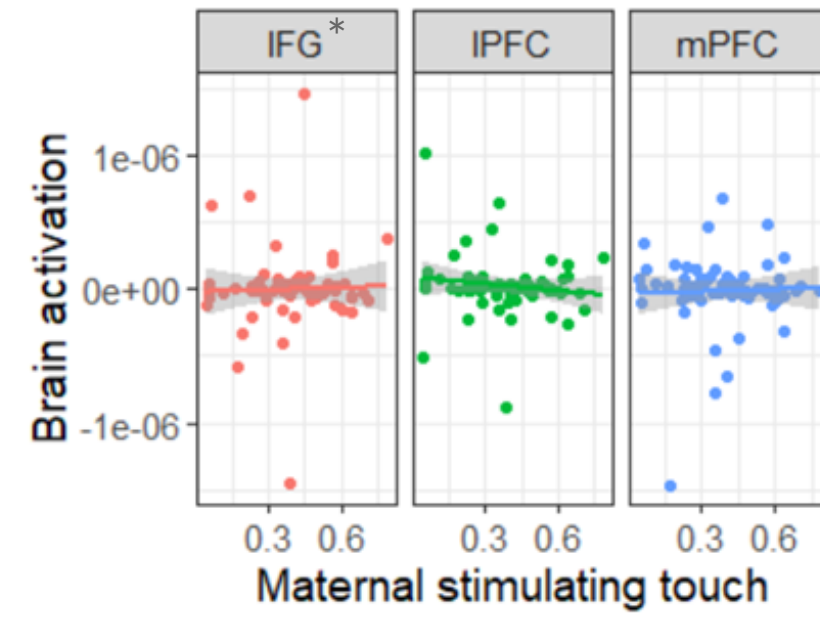 IFG *
lPFC
mPFC
Brain activation
1e-06
0e+00
-1e-06
0.3 0.6 0.3 0.6 0.3 0.6
Maternal stimulating touch